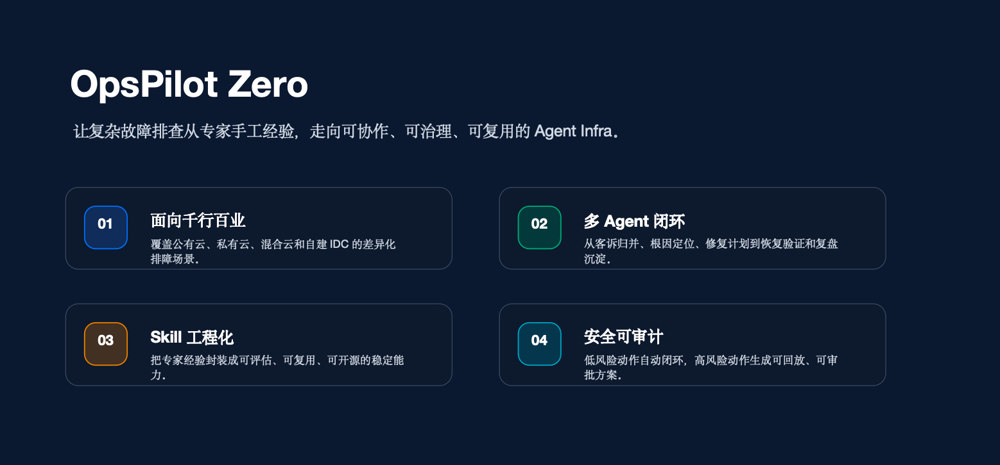 OpsPilot Zero
让复杂故障排查从专家手工经验，走向可协作、可治理、可复用的 Agent Infra。
01
面向千行百业
覆盖公有云、私有云、混合云和自建 IDC 的差异化
排障场景。
02
多 Agent 闭环
从客诉归并、根因定位、修复计划到恢复验证和复盘
沉淀。
03
Skill 工程化
把专家经验封装成可评估、可复用、可开源的稳定能
力。
04
安全可审计
低风险动作自动闭环，高风险动作生成可回放、可审
批方案。